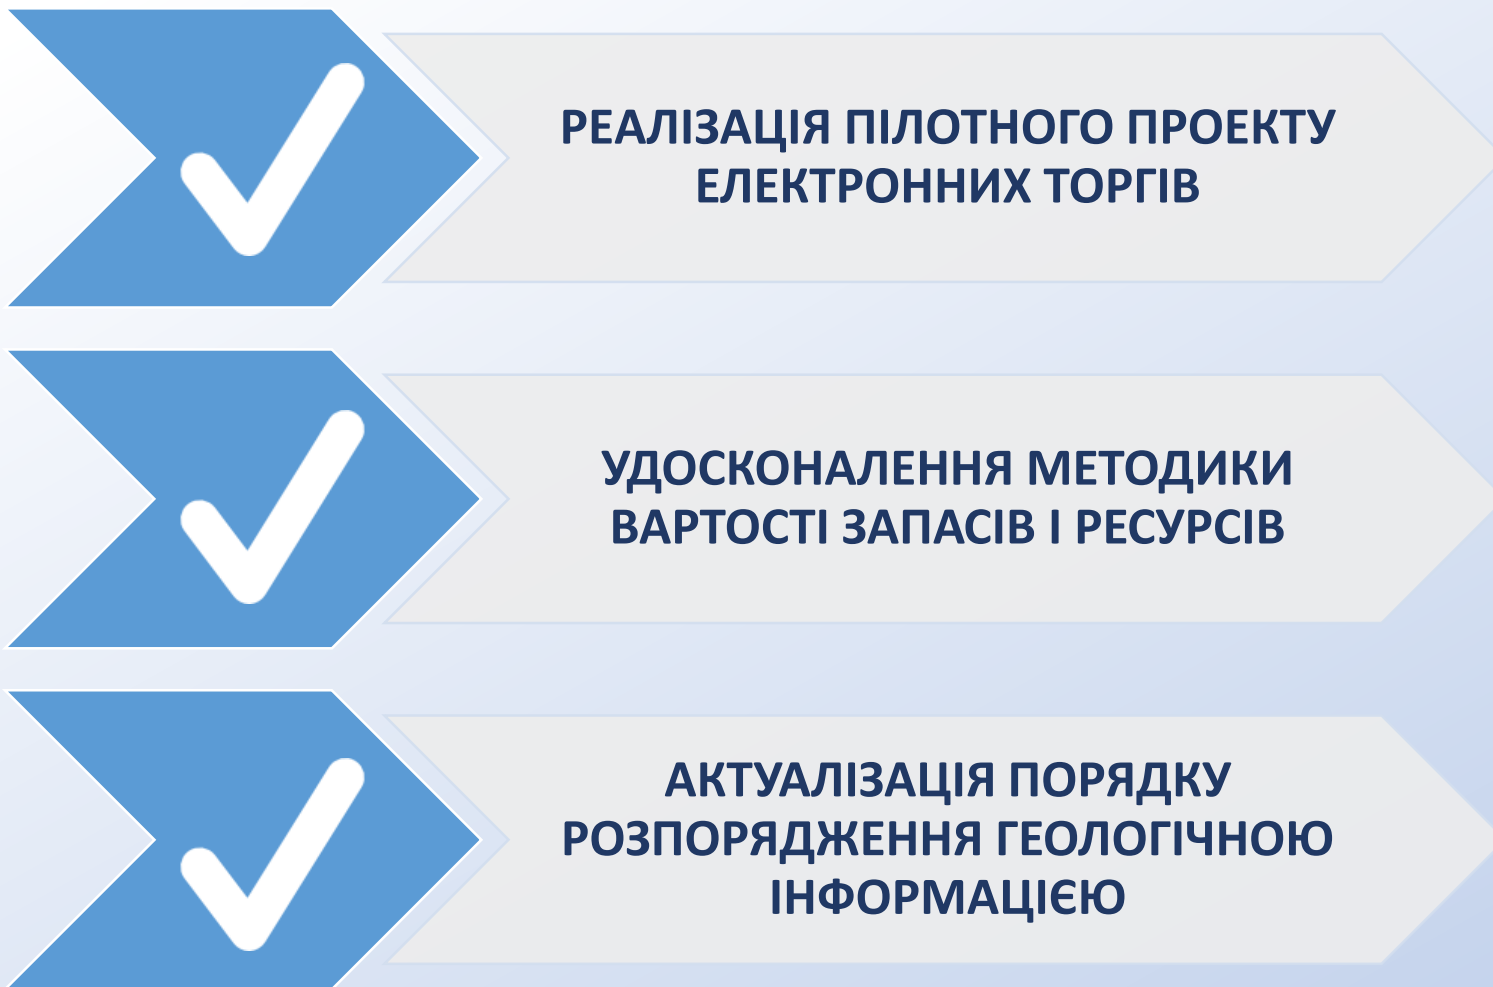 РЕАЛІЗАЦІЯ ПІЛОТНОГО ПРОЕКТУ
ЕЛЕКТРОННИХ ТОРГІВ
УДОСКОНАЛЕННЯ МЕТОДИКИ
ВАРТОСТІ ЗАПАСІВ І РЕСУРСІВ
АКТУАЛІЗАЦІЯ ПОРЯДКУ
РОЗПОРЯДЖЕННЯ ГЕОЛОГІЧНОЮ
ІНФОРМАЦІЄЮ